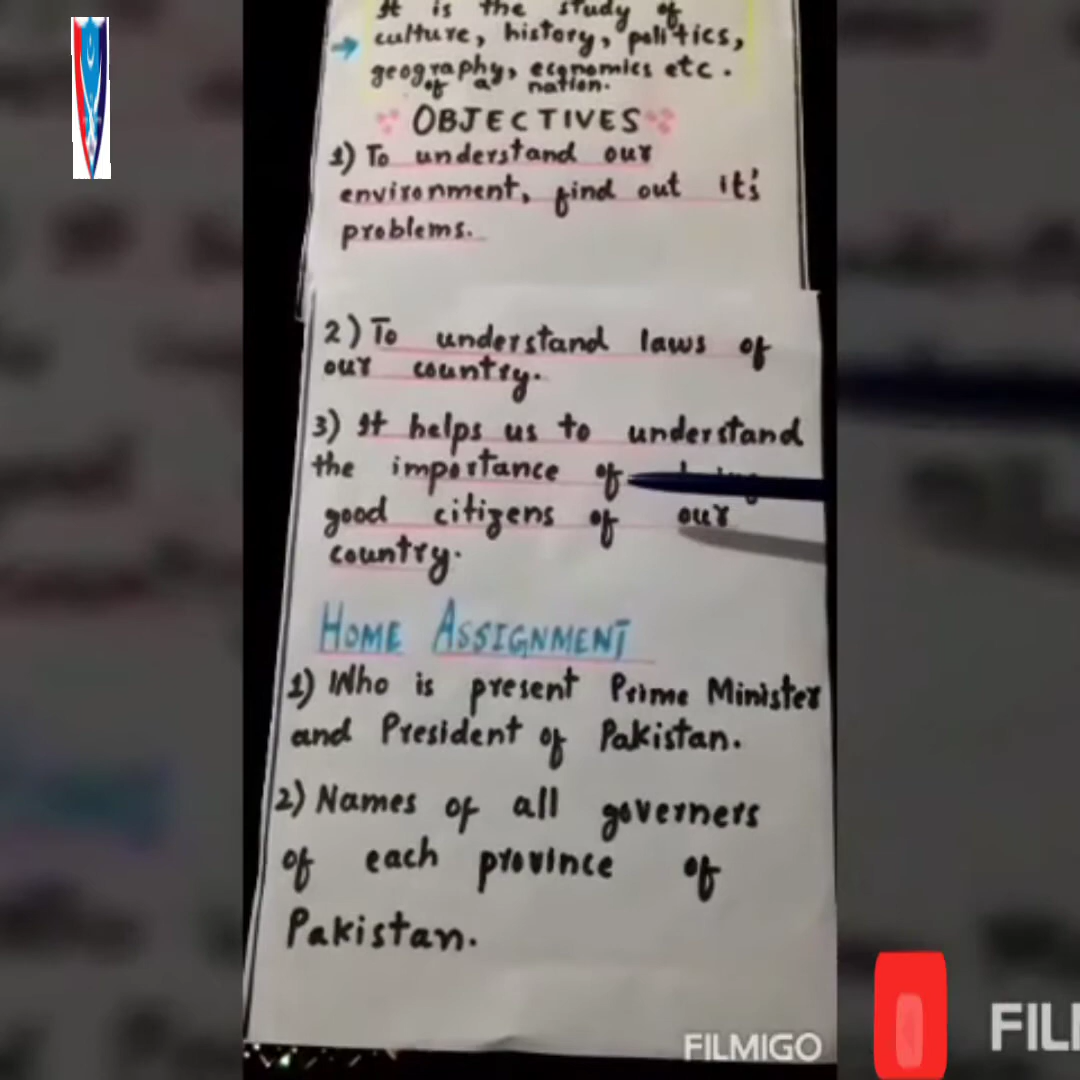 It is the study of
culture, history, politics,
geography, economics etc.
of a nation.
OBJECTIVES
1) To understand our
environment, find out it's
problems.
2) To understand laws of
our country.
3) It helps us to understand
the importance of
good citizens of our
country.
HOME ASSIGNMENT
1) Who is present Prime Minister
and President of Pakistan.
2) Names of all governers
of each province of
Pakistan.
FILMIGO
FIL